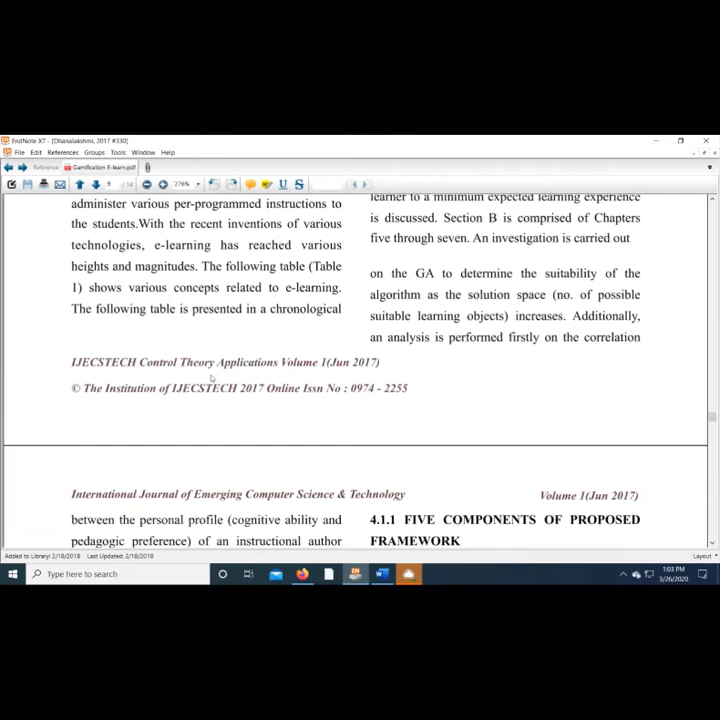 EndNote X7 - [Dhanalakshmi, 2017 #330]
File Edit References Groups Tools Window Help
Reference Gamification E-learn.pdf
9 / 14 276%
administer various per-programmed instructions to
the students.With the recent inventions of various
technologies, e-learning has reached various
heights and magnitudes. The following table (Table
1) shows various concepts related to e-learning.
The following table is presented in a chronological
learner to a minimum expected learning experience
is discussed. Section B is comprised of Chapters
five through seven. An investigation is carried out
on the GA to determine the suitability of the
algorithm as the solution space (no. of possible
suitable learning objects) increases. Additionally,
an analysis is performed firstly on the correlation
IJECSTECH Control Theory Applications Volume 1(Jun 2017)
© The Institution of IJECSTECH 2017 Online Issn No : 0974 - 2255
International Journal of Emerging Computer Science & Technology Volume 1(Jun 2017)
between the personal profile (cognitive ability and
pedagogic preference) of an instructional author
4.1.1 FIVE COMPONENTS OF PROPOSED
FRAMEWORK
Added to Library: 2/18/2018 Last Updated: 2/18/2018 Layout
Type here to search
1:03 PM
3/26/2020